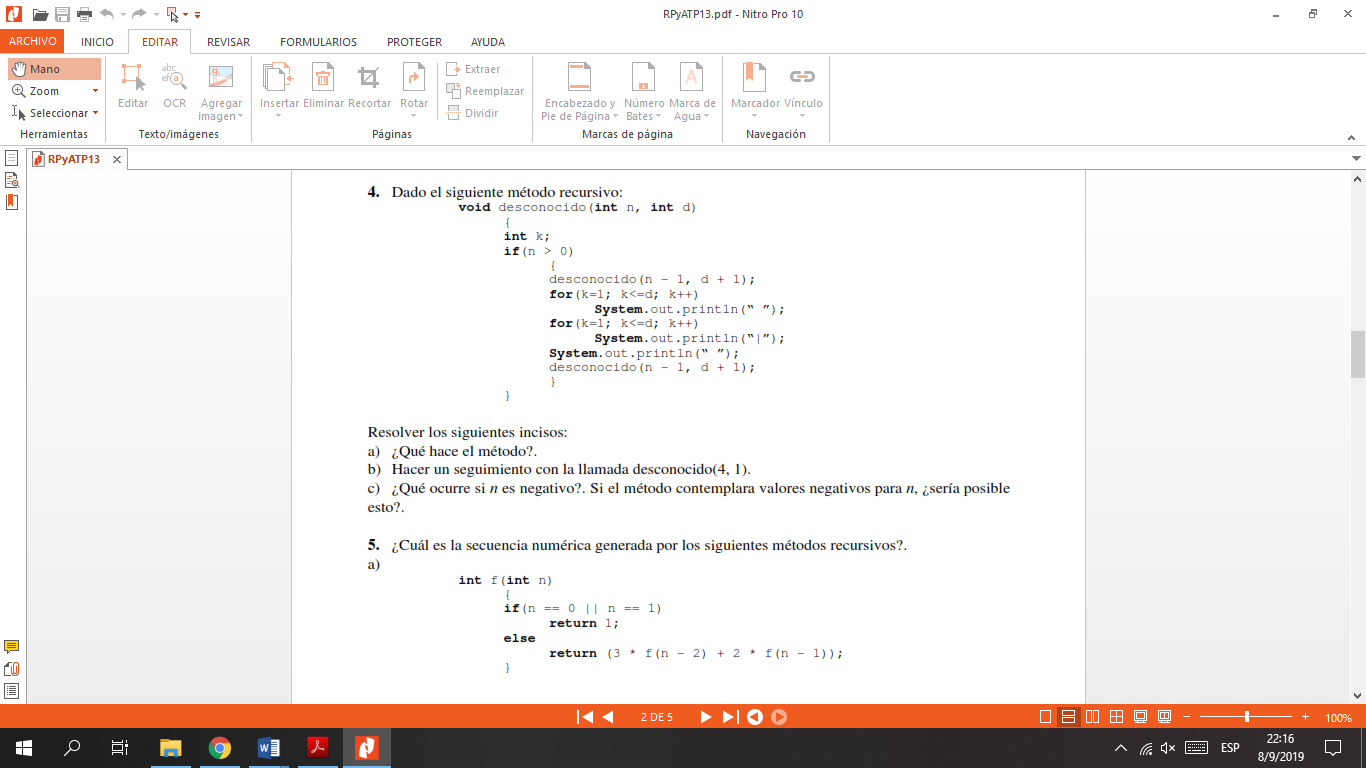 RPyATP13.pdf - Nitro Pro 10
ARCHIVO INICIO EDITAR REVISAR FORMULARIOS PROTEGER AYUDA
Mano
Zoom
Seleccionar
Herramientas
Editar
abc
ef
OCR
Agregar
imagen
Texto/imágenes
Insertar Eliminar Recortar Rotar
Extraer
Reemplazar
Dividir
Páginas
Encabezado y
Pie de Página
Número
Bates
Marca de
Agua
Marcas de página
Marcador Vínculo
Navegación
RPyATP13
4. Dado el siguiente método recursivo:
void desconocido(int n, int d)
{
int k;
if(n > 0)
{
desconocido(n - 1, d + 1);
for(k=1; k<=d; k++)
System.out.println(“ ”);
for(k=1; k<=d; k++)
System.out.println(“|”);
System.out.println(“ ”);
desconocido(n - 1, d + 1);
}
}
Resolver los siguientes incisos:
a) ¿Qué hace el método?.
b) Hacer un seguimiento con la llamada desconocido(4, 1).
c) ¿Qué ocurre si n es negativo?. Si el método contemplara valores negativos para n, ¿sería posible
esto?.
5. ¿Cuál es la secuencia numérica generada por los siguientes métodos recursivos?.
a)
int f(int n)
{
if(n == 0 || n == 1)
return 1;
else
return (3 * f(n - 2) + 2 * f(n - 1));
}
2 DE 5
100%
ESP
22:16
8/9/2019